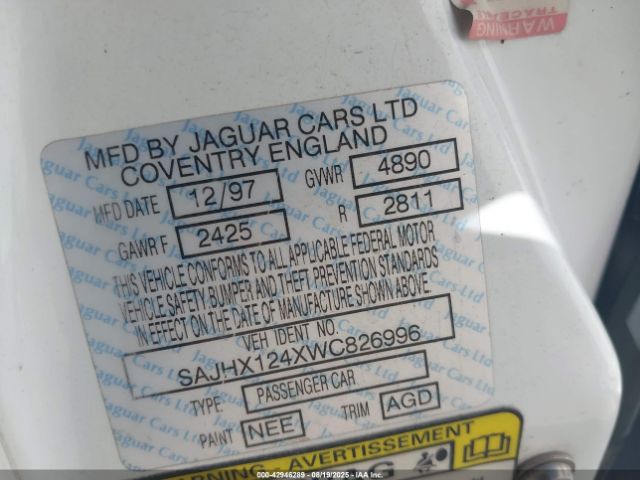 WARNING
TRACEABLE
MFD BY JAGUAR CARS LTD
COVENTRY ENGLAND
MFD DATE 12/97 GVWR 4890
GAWR F 2425 R 2811
THIS VEHICLE CONFORMS TO ALL APPLICABLE FEDERAL MOTOR
VEHICLE SAFETY, BUMPER AND THEFT PREVENTION STANDARDS
IN EFFECT ON THE DATE OF MANUFACTURE SHOWN ABOVE
VEH IDENT NO.
SAJHX124XWC826996
TYPE PASSENGER CAR
PAINT NEE TRIM AGD
WARNING, AVERTISSEMENT
000-42946289 - 08/19/2025 - IAAI.COM